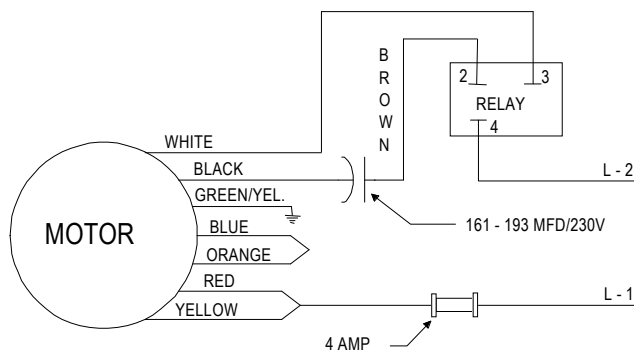 BROWN
2
3
RELAY
4
WHITE
BLACK
L - 2
GREEN/YEL.
161 - 193 MFD/230V
MOTOR
BLUE
ORANGE
RED
L - 1
YELLOW
4 AMP